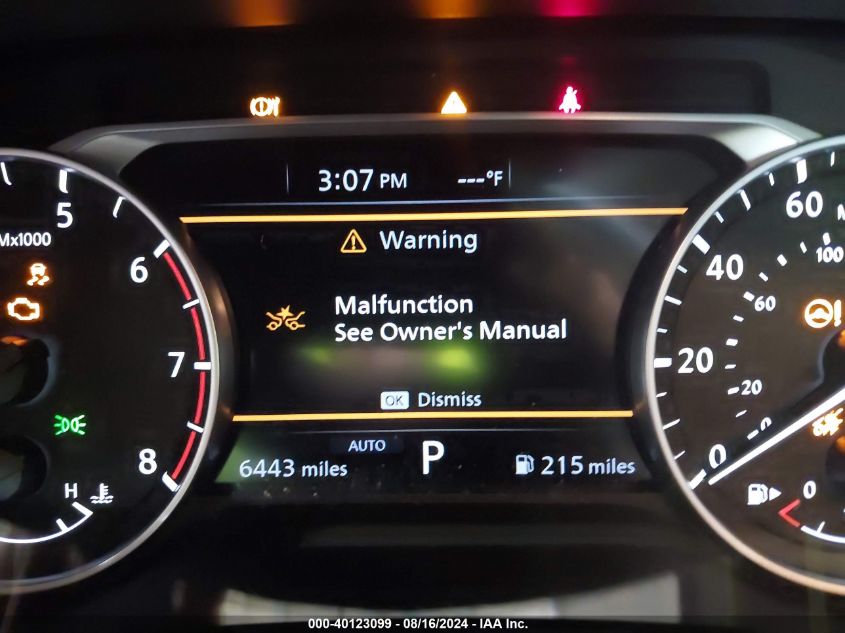 3:07 PM ---°F
Warning
Malfunction
See Owner's Manual
OK Dismiss
AUTO
6443 miles P 215 miles
5
Mx1000
6
7
8
H
60
100
40
60
20
20
0
0
0
000-40123099 - 08/16/2024 - IAA Inc.